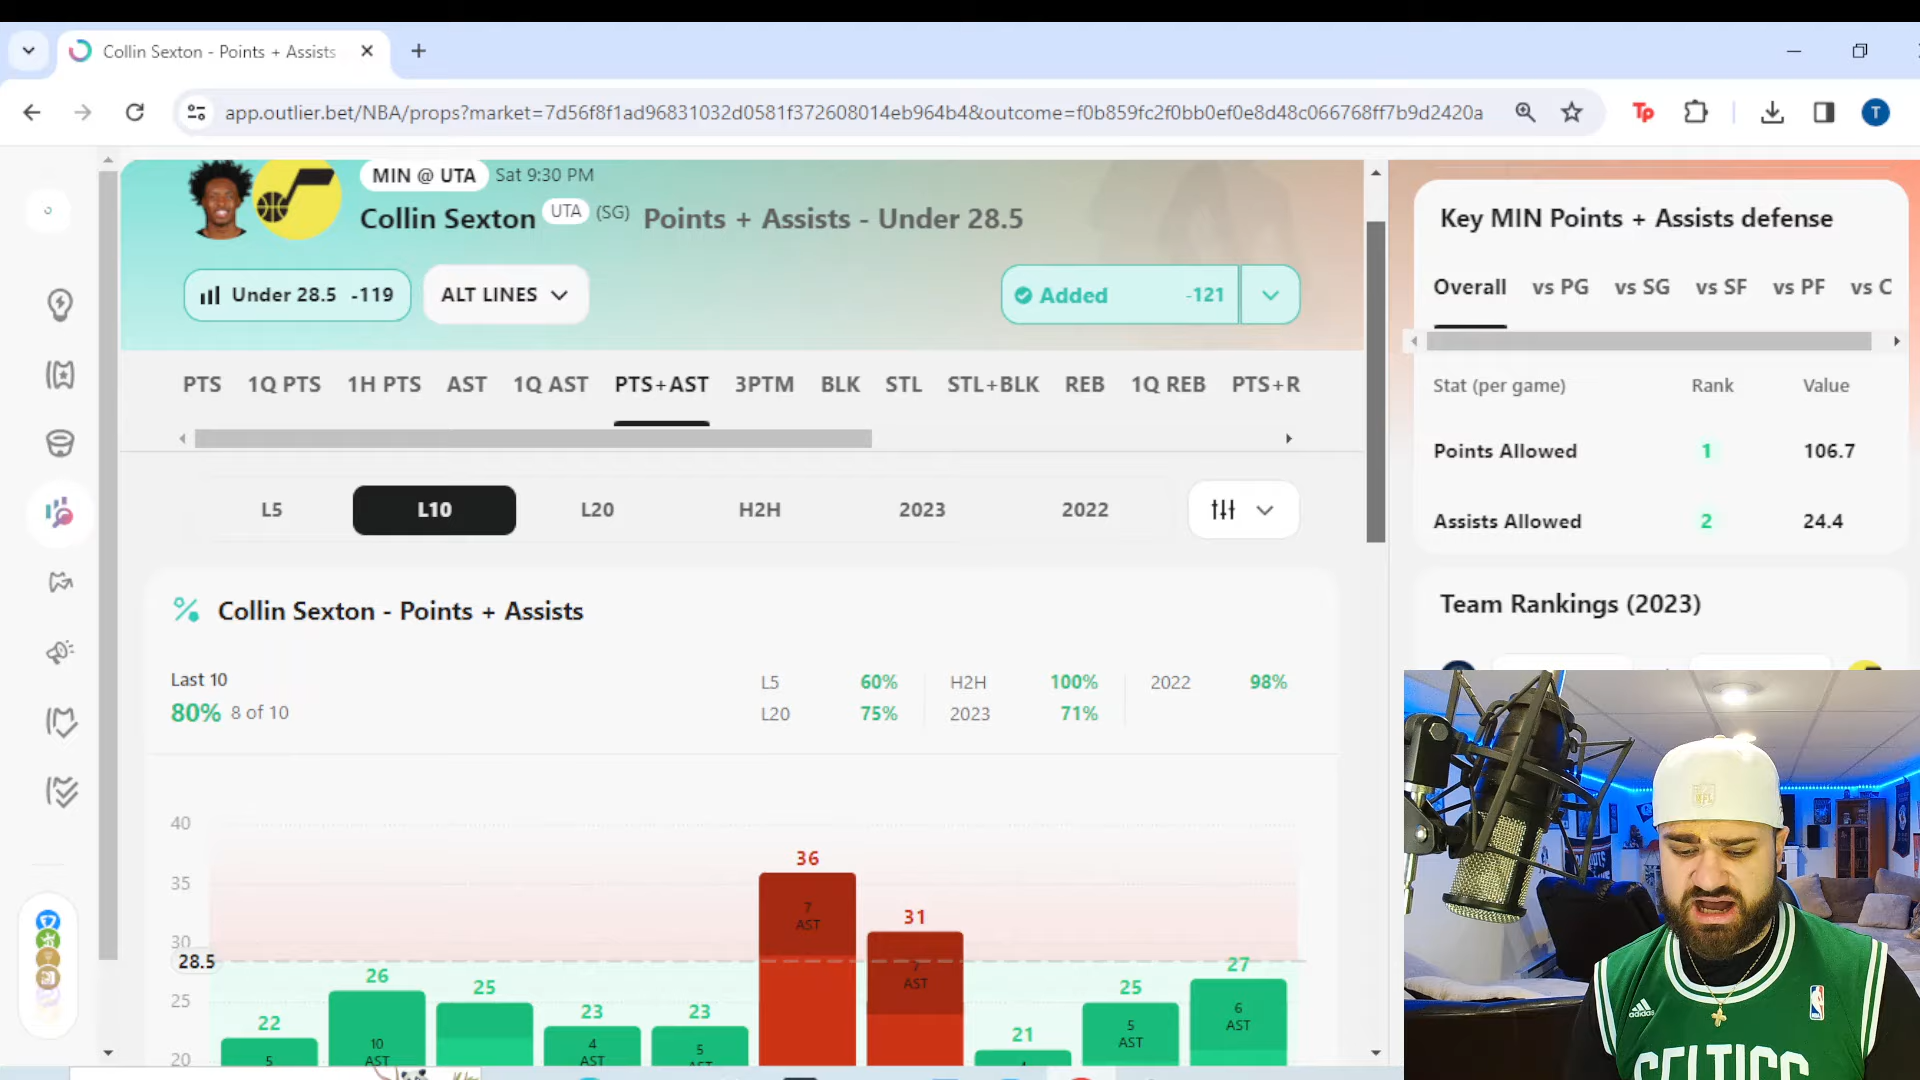 Collin Sexton - Points + Assists
app.outlier.bet/NBA/props?market=7d56f8f1ad96831032d0581f372608014eb964b4&outcome=f0b859fc2f0bb0ef0e8d48c066768ff7b9d2420a
Tp
T
MIN @ UTA Sat 9:30 PM
Collin Sexton UTA (SG) Points + Assists - Under 28.5
Under 28.5 -119
ALT LINES
Added -121
PTS 1Q PTS 1H PTS AST 1Q AST PTS+AST 3PTM BLK STL STL+BLK REB 1Q REB PTS+R
L5 L10 L20 H2H 2023 2022
Collin Sexton - Points + Assists
Last 10
80% 8 of 10
L5 60% H2H 100% 2022 98%
L20 75% 2023 71%
40
35
30
28.5
25
20
22
5
26
10
AST
25
23
4
AST
23
5
AST
36
7
AST
31
7
AST
21
25
5
AST
27
6
AST
Key MIN Points + Assists defense
Overall vs PG vs SG vs SF vs PF vs C
Stat (per game) Rank Value
Points Allowed 1 106.7
Assists Allowed 2 24.4
Team Rankings (2023)
NFL
adidas
CELTICS